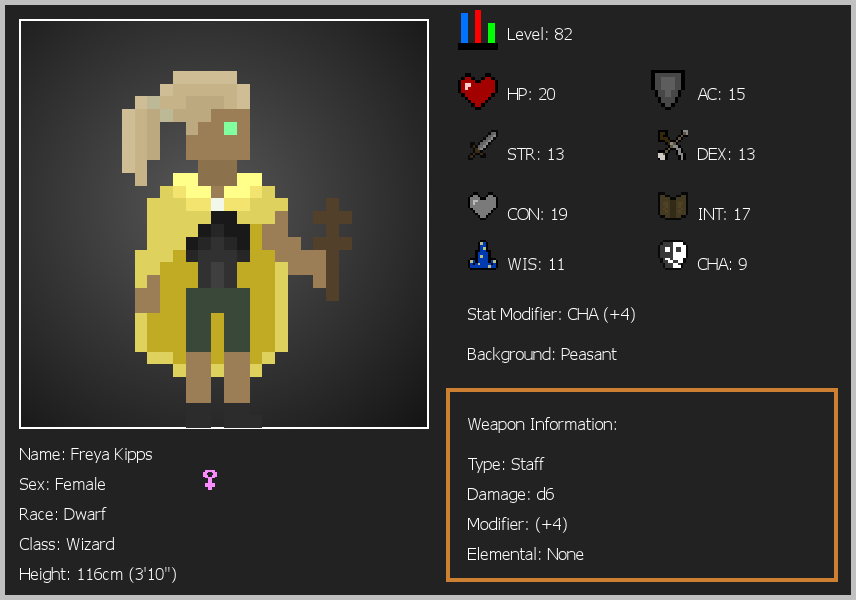 Level: 82
HP: 20
AC: 15
STR: 13
DEX: 13
CON: 19
INT: 17
WIS: 11
CHA: 9
Stat Modifier: CHA (+4)
Background: Peasant
Weapon Information:
Type: Staff
Damage: d6
Modifier: (+4)
Elemental: None
Name: Freya Kipps
Sex: Female
Race: Dwarf
Class: Wizard
Height: 116cm (3'10")